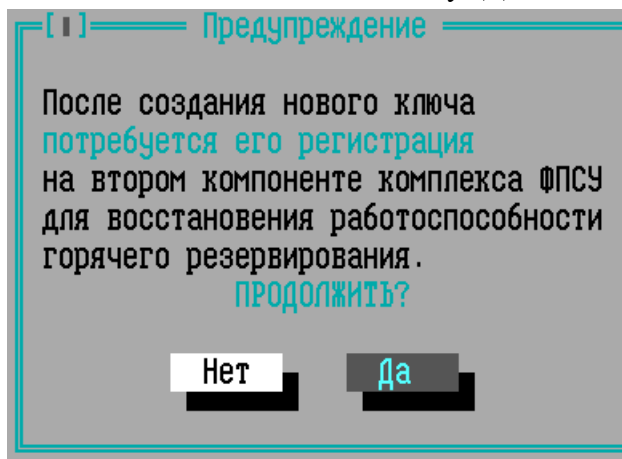 [▮] Предупреждение
После создания нового ключа
потребуется его регистрация
на втором компоненте комплекса ФПСУ
для восстановления работоспособности
горячего резервирования.
ПРОДОЛЖИТЬ?
Нет Да